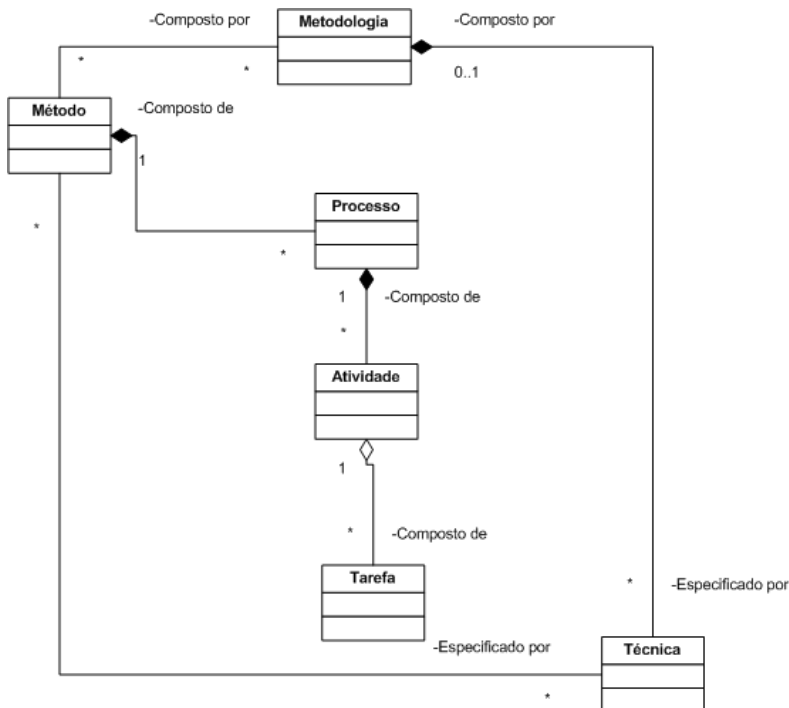 -Composto por
Metodologia
-Composto por
*
*
0..1
Método
-Composto de
1
*
Processo
*
1
-Composto de
*
Atividade
1
*
-Composto de
Tarefa
*
-Especificado por
-Especificado por
Técnica
*